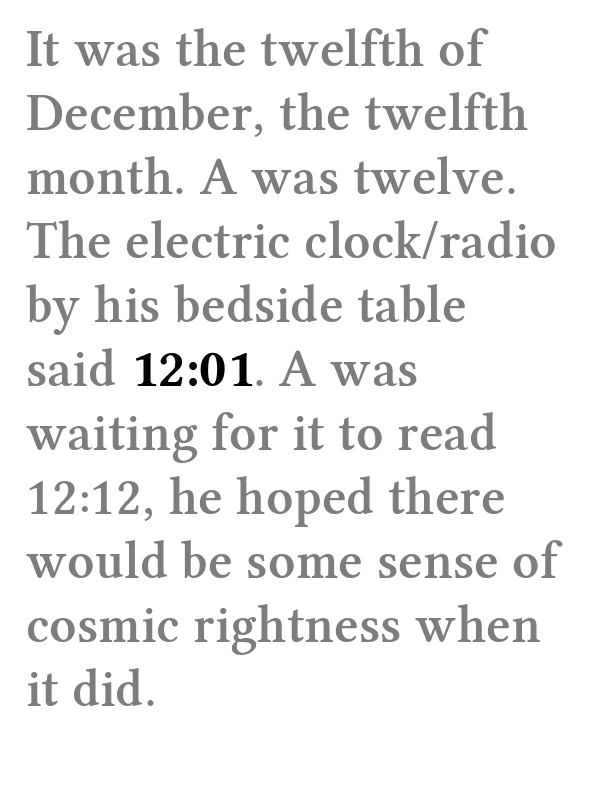 It was the twelfth of
December, the twelfth
month. A was twelve.
The electric clock/radio
by his bedside table
said 12:01. A was
waiting for it to read
12:12, he hoped there
would be some sense of
cosmic rightness when
it did.